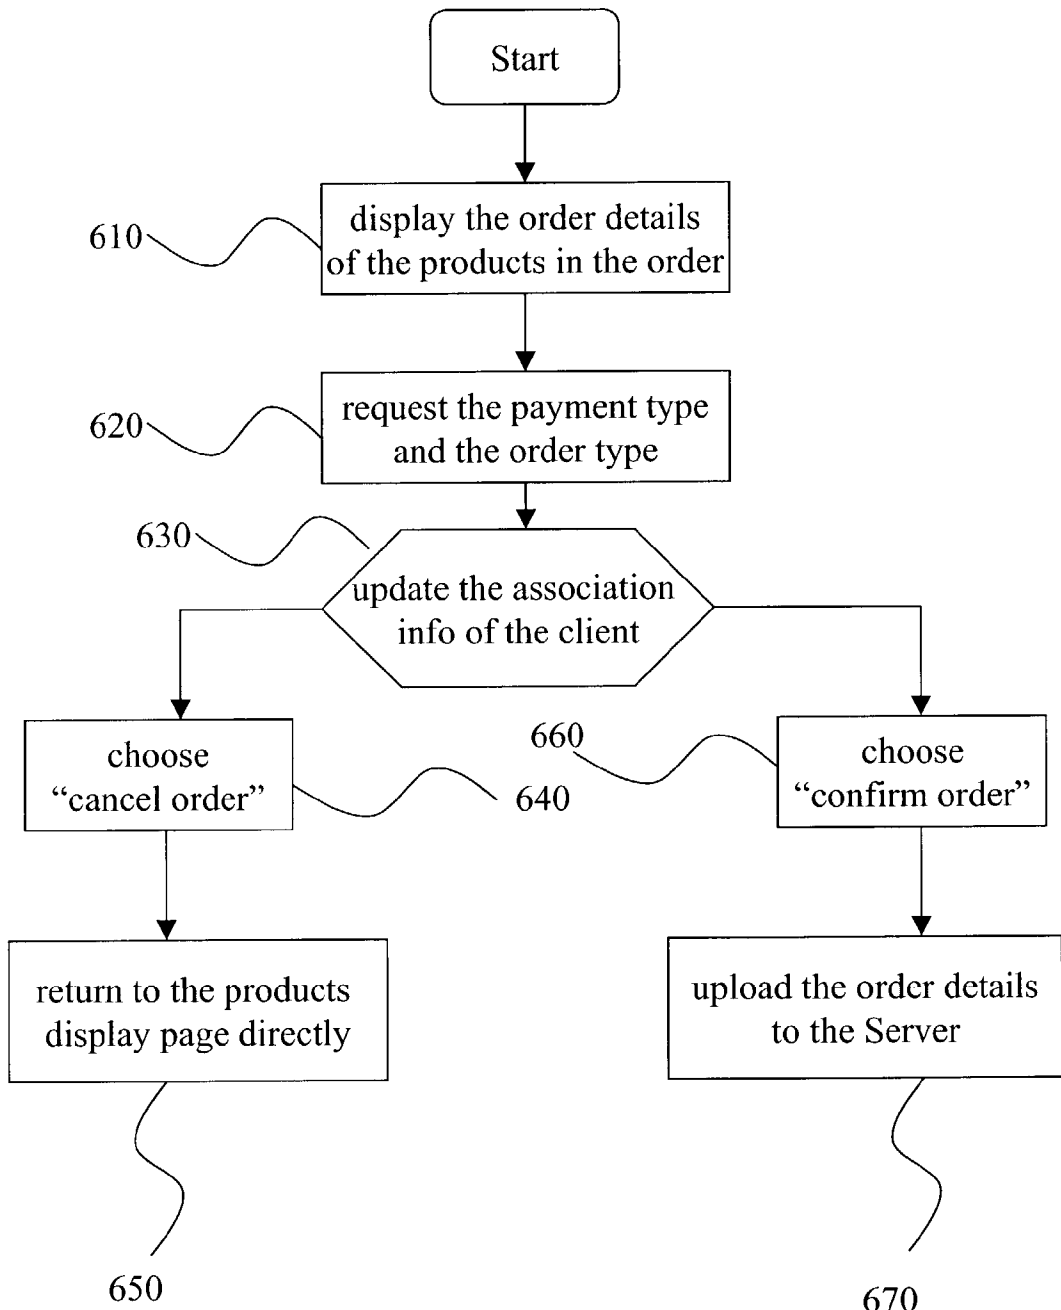 Start
610
display the order details
of the products in the order
620
request the payment type
and the order type
630
update the association
info of the client
choose
“cancel order”
640
660
choose
“confirm order”
return to the products
display page directly
upload the order details
to the Server
650
670